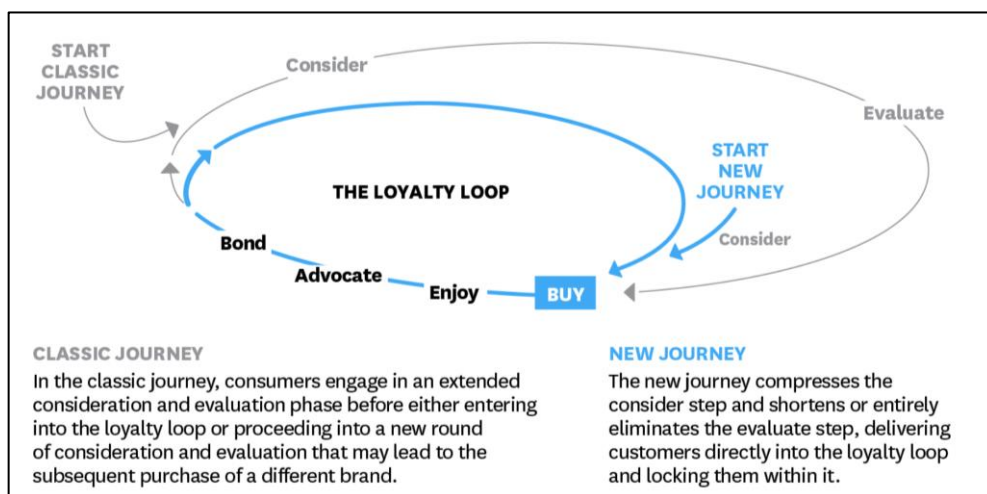 START
CLASSIC
JOURNEY
Consider
Evaluate
START
NEW
JOURNEY
THE LOYALTY LOOP
Consider
Bond
Advocate
Enjoy
BUY
CLASSIC JOURNEY
In the classic journey, consumers engage in an extended
consideration and evaluation phase before either entering
into the loyalty loop or proceeding into a new round
of consideration and evaluation that may lead to the
subsequent purchase of a different brand.
NEW JOURNEY
The new journey compresses the
consider step and shortens or entirely
eliminates the evaluate step, delivering
customers directly into the loyalty loop
and locking them within it.